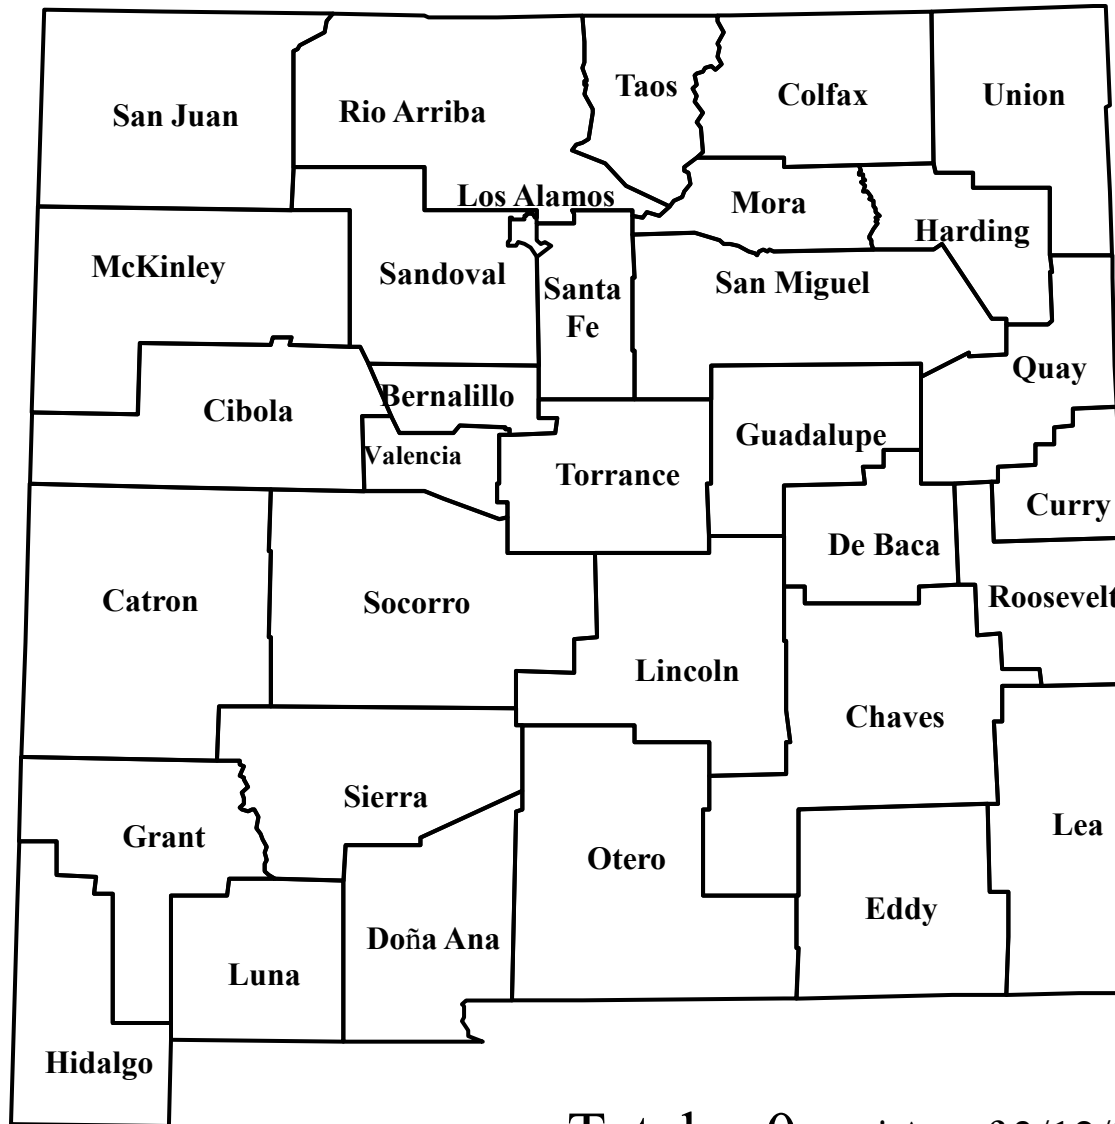 San Juan
Rio Arriba
Taos
Colfax
Union
Los Alamos
Mora
Harding
McKinley
Sandoval
Santa
Fe
San Miguel
Quay
Cibola
Bernalillo
Valencia
Torrance
Guadalupe
Curry
De Baca
Catron
Socorro
Roosevelt
Lincoln
Chaves
Sierra
Grant
Otero
Lea
Eddy
Doña Ana
Luna
Hidalgo